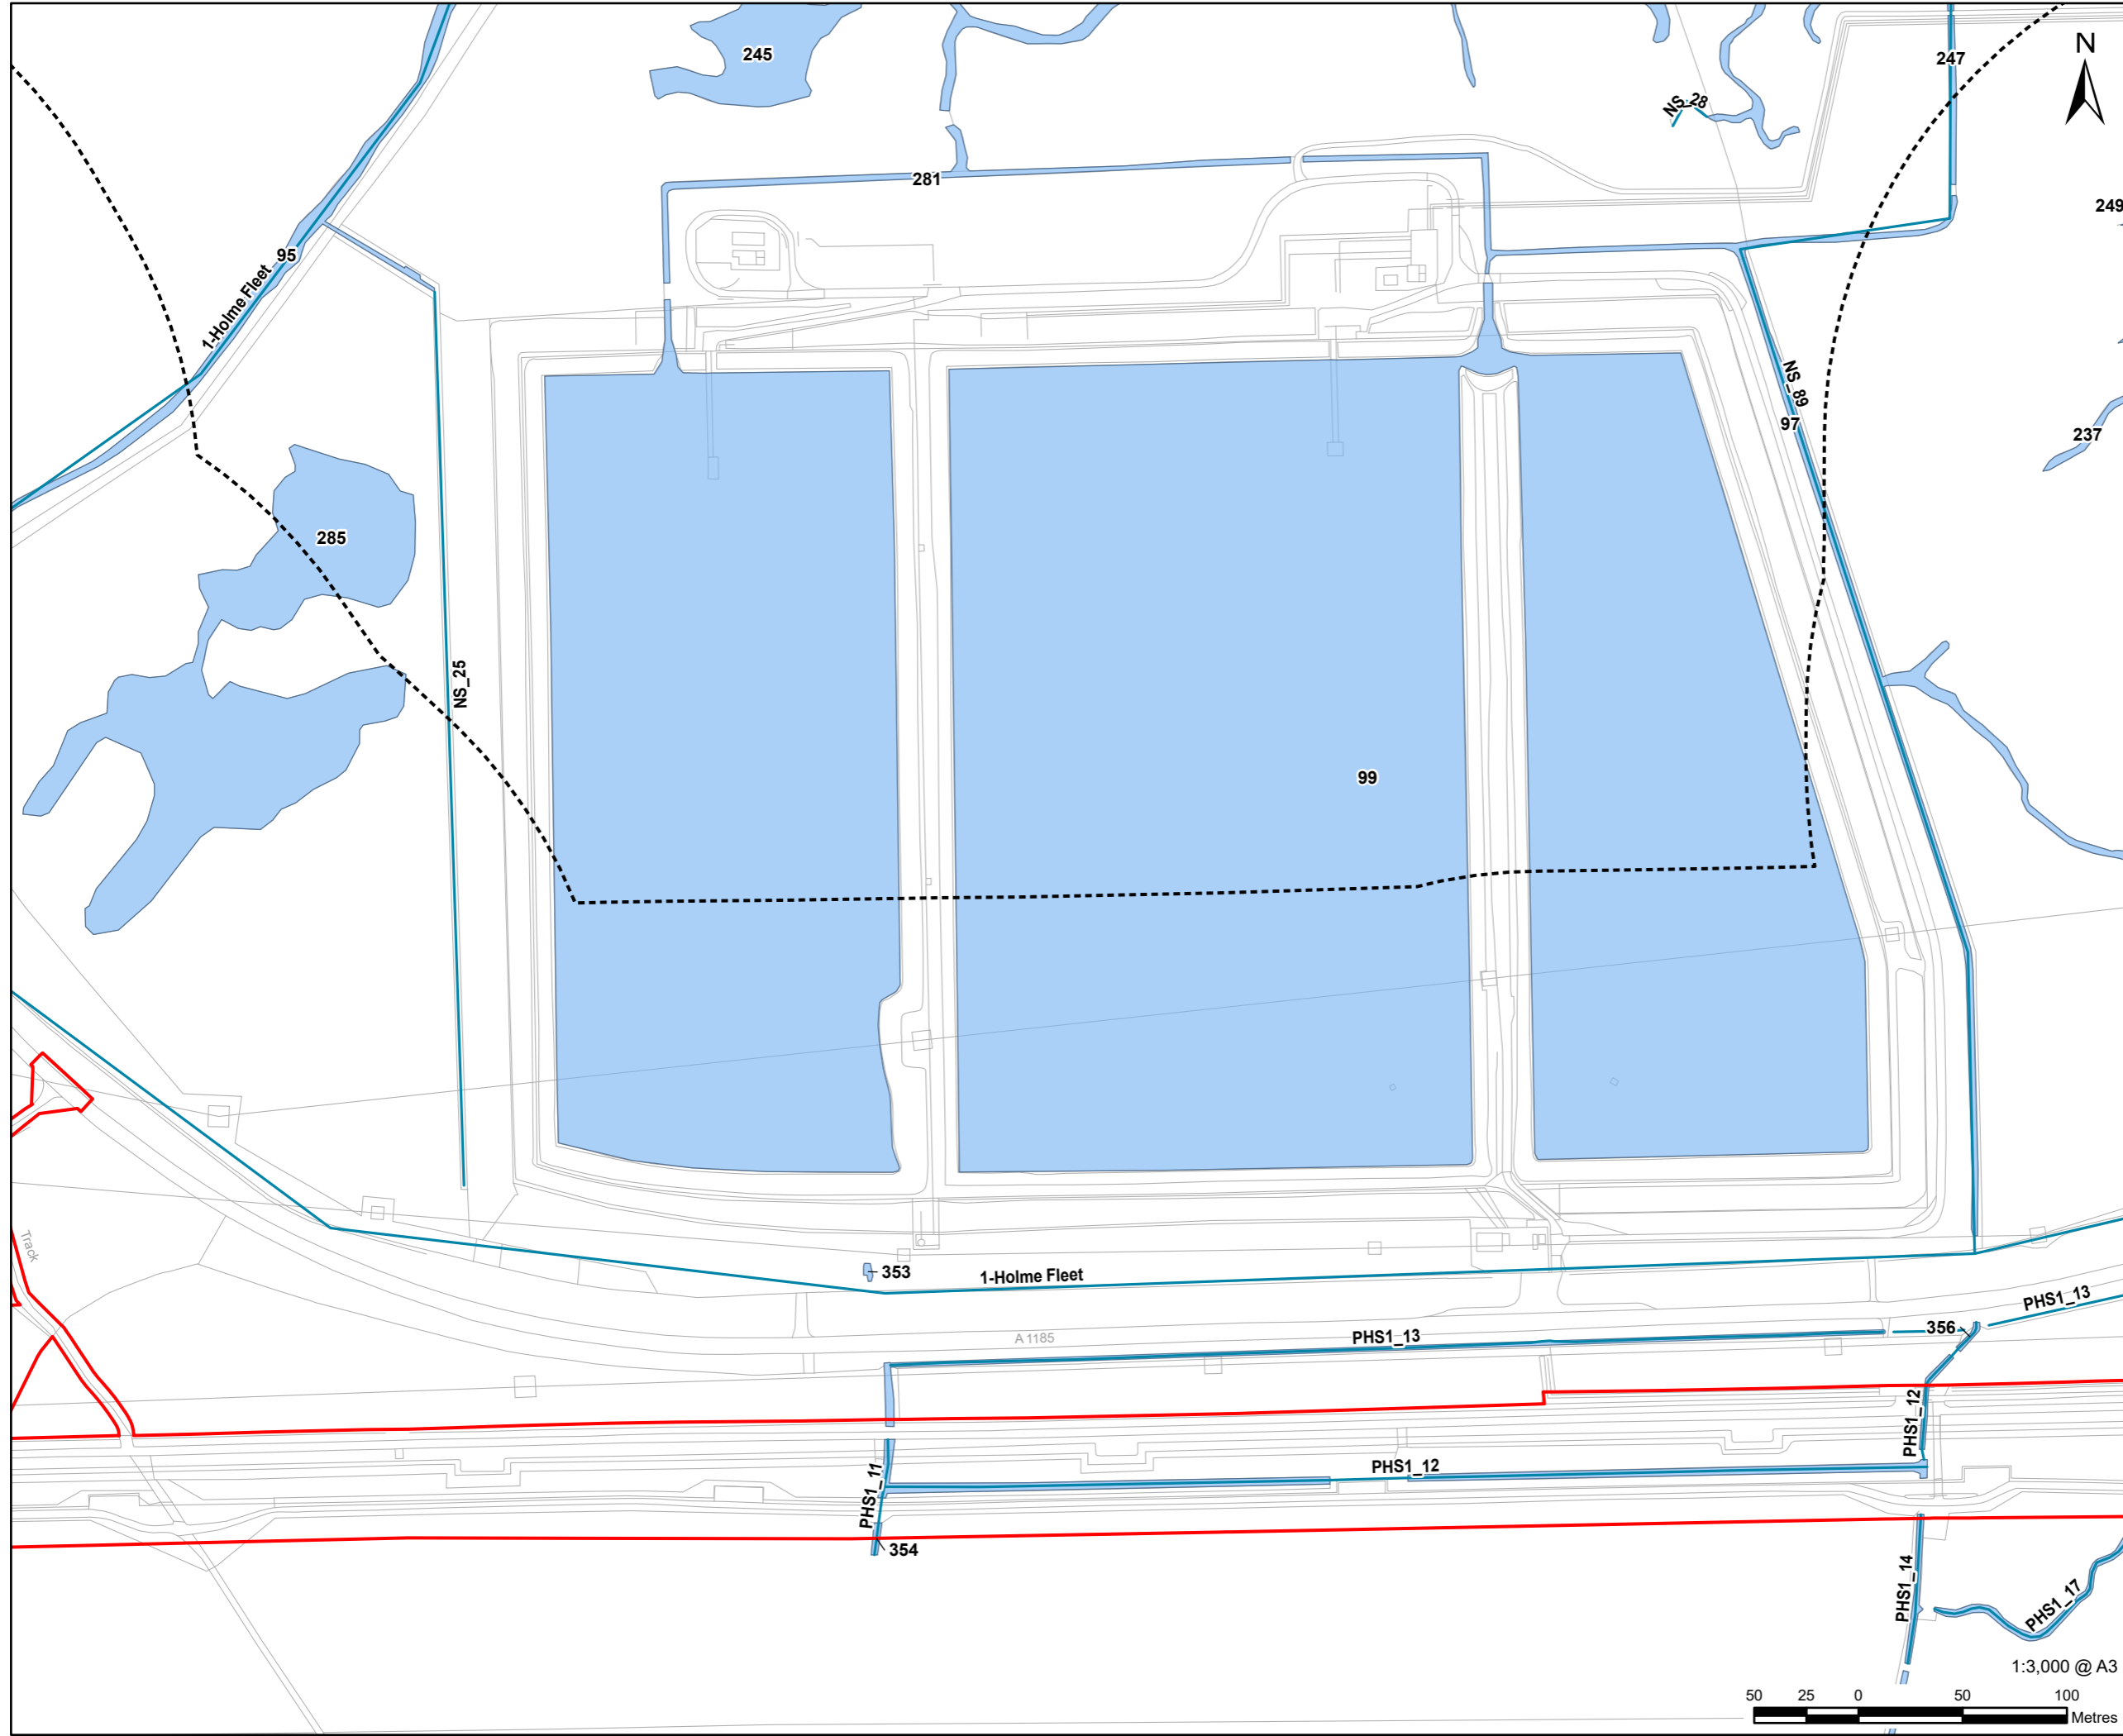 245
247
N
NS_28
281
249
95
1-Holme Fleet
NS_89
97
237
285
NS_25
99
Track
353
1-Holme Fleet
PHS1_13
A 1185
PHS1_13
356
PHS1_12
PHS1_12
PHS1_11
354
PHS1_14
PHS1_17
1:3,000 @ A3
50 25 0 50 100
Metres